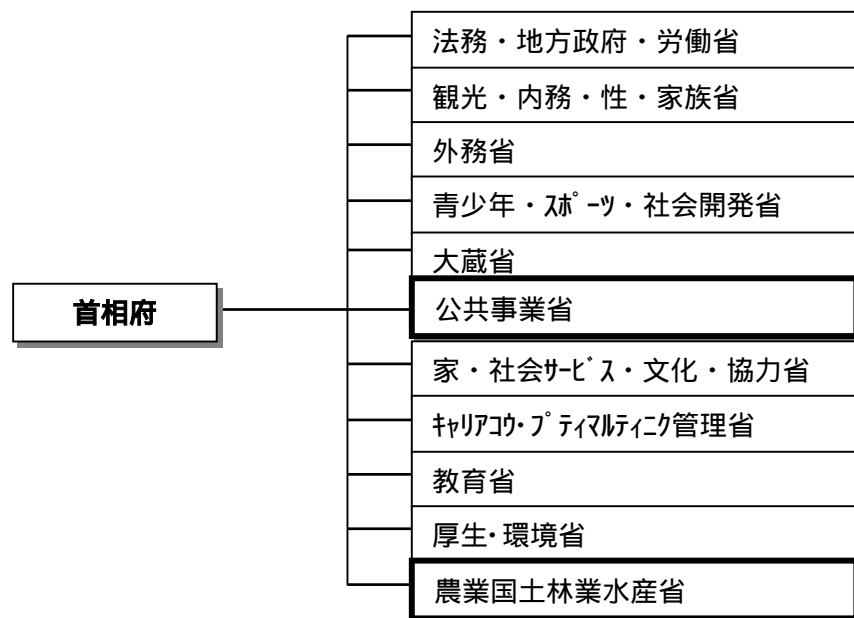 法務・地方政府・労働省
観光・内務・性・家族省
外務省
青少年・ｽﾎﾟｰﾂ・社会開発省
大蔵省
首相府
公共事業省
家・社会ｻｰﾋﾞｽ・文化・協力省
ｷｬﾘｱｺｳ・ﾌﾟﾃｨﾏﾙﾃｨﾆｸ管理省
教育省
厚生・環境省
農業国土林業水産省